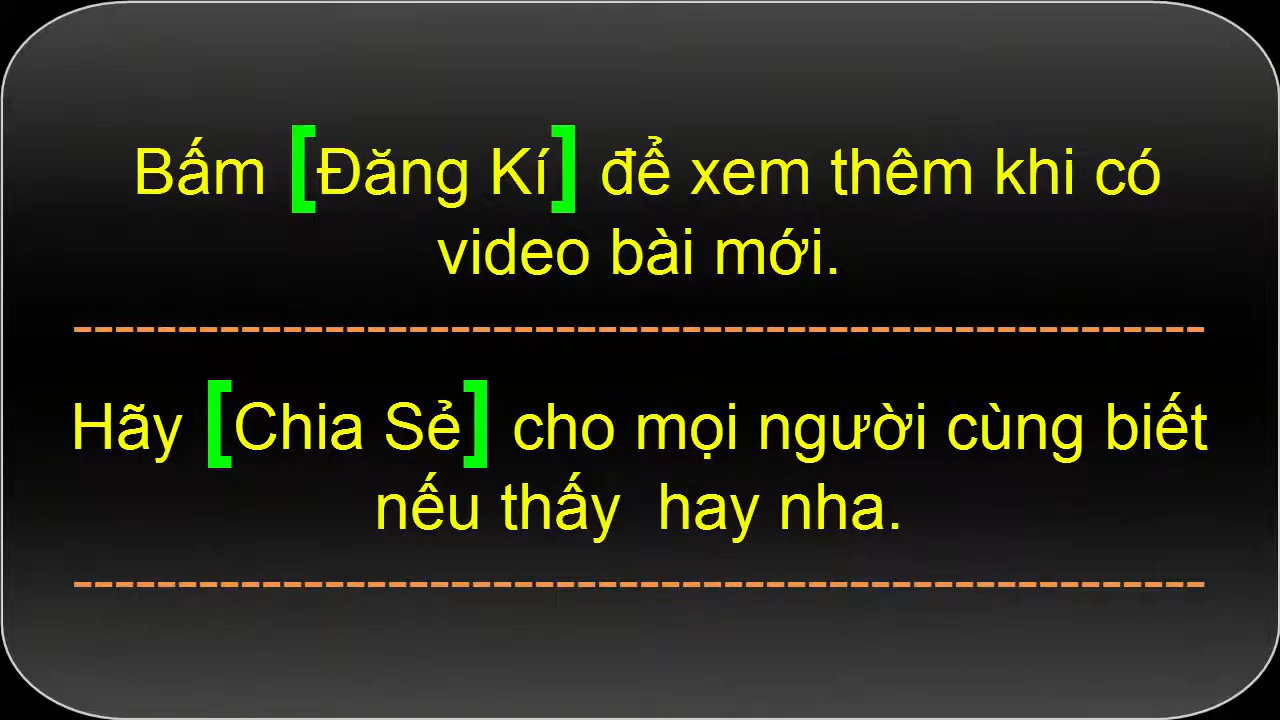 Bấm [Đăng Kí] để xem thêm khi có
video bài mới.
------------------------------------------------------
Hãy [Chia Sẻ] cho mọi người cùng biết
nếu thấy  hay nha.
------------------------------------------------------